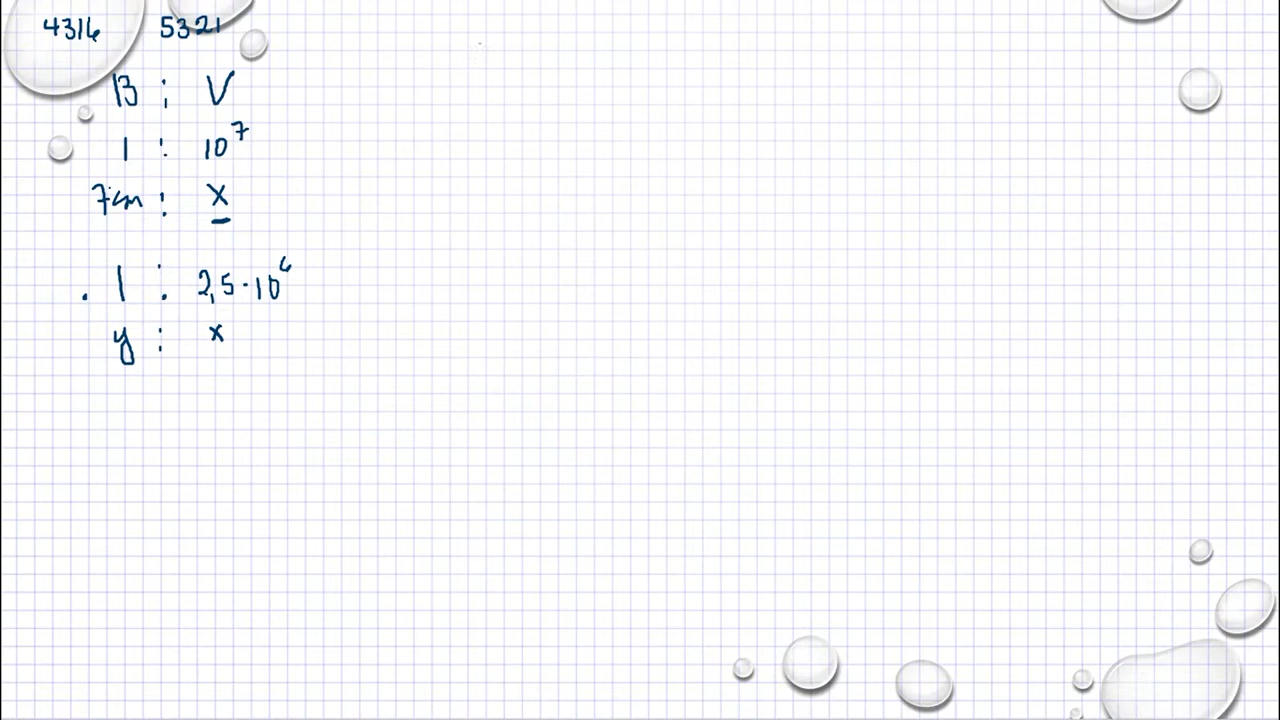 4316 5321
B : V
1 : 10⁷
7cm : x
. 1 : 2,5·10⁶
y : x